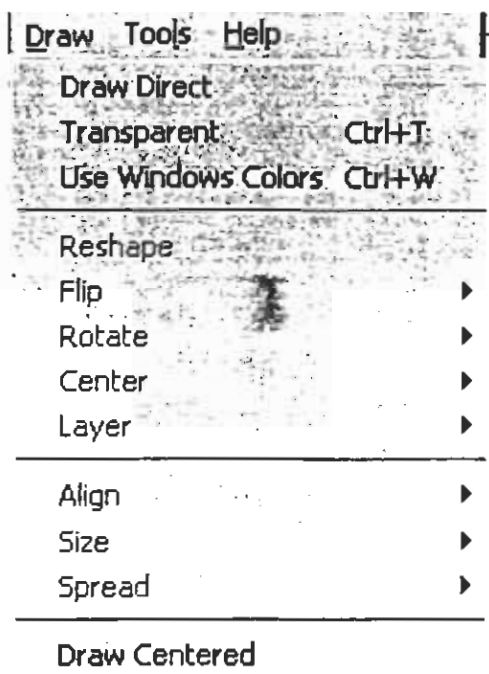 Draw Tools Help
Draw Direct
Transparent Ctrl+T
Use Windows Colors Ctrl+W
Reshape
Flip
Rotate
Center
Layer
Align
Size
Spread
Draw Centered